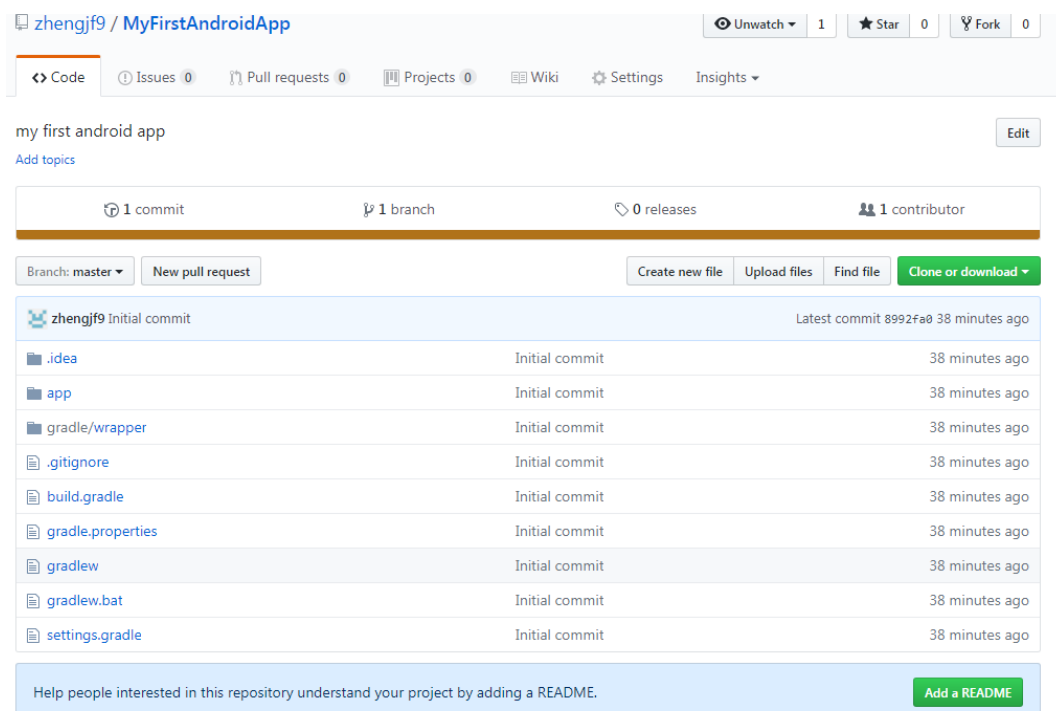 zhengjf9 / MyFirstAndroidApp Unwatch 1 Star 0 Fork 0
Code Issues 0 Pull requests 0 Projects 0 Wiki Settings Insights
my first android app Edit
Add topics
1 commit 1 branch 0 releases 1 contributor
Branch: master New pull request Create new file Upload files Find file Clone or download
zhengjf9 Initial commit Latest commit 8992fa0 38 minutes ago
.idea Initial commit 38 minutes ago
app Initial commit 38 minutes ago
gradle/wrapper Initial commit 38 minutes ago
.gitignore Initial commit 38 minutes ago
build.gradle Initial commit 38 minutes ago
gradle.properties Initial commit 38 minutes ago
gradlew Initial commit 38 minutes ago
gradlew.bat Initial commit 38 minutes ago
settings.gradle Initial commit 38 minutes ago
Help people interested in this repository understand your project by adding a README. Add a README